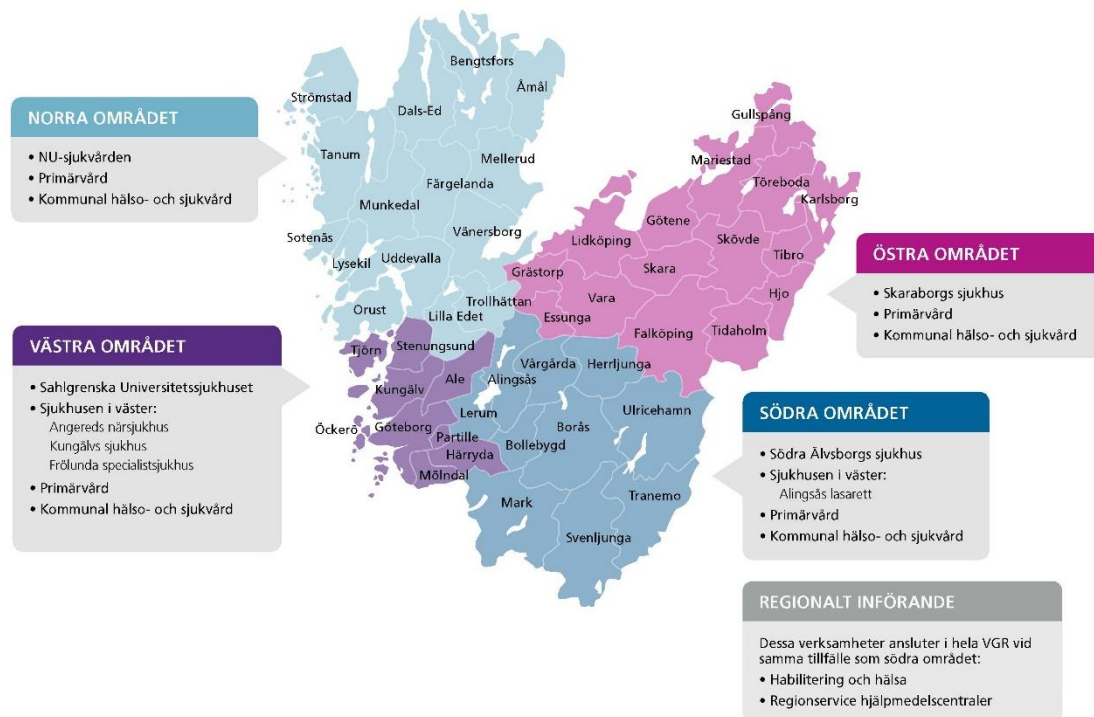 NORRA OMRÅDET
• NU-sjukvården
• Primärvård
• Kommunal hälso- och sjukvård
VÄSTRA OMRÅDET
• Sahlgrenska Universitetssjukhuset
• Sjukhusen i väster:
Angereds närsjukhus
Kungälvs sjukhus
Frölunda specialistsjukhus
• Primärvård
• Kommunal hälso- och sjukvård
Bengtsfors
Åmål
Strömstad
Dals-Ed
Tanum
Mellerud
Färgelanda
Munkedal
Sotenäs
Vänersborg
Lysekil
Uddevalla
Orust
Trollhättan
Lilla Edet
Gullspång
Mariestad
Töreboda
Karlsborg
Götene
Lidköping
Skövde
Tibro
Grästorp
Skara
Hjo
Vara
Essunga
Falköping
Tidaholm
Tjörn
Stenungsund
Ale
Kungälv
Öckerö
Göteborg
Partille
Härryda
Mölndal
Vårgårda
Herrljunga
Alingsås
Lerum
Ulricehamn
Borås
Bollebygd
Mark
Tranemo
Svenljunga
ÖSTRA OMRÅDET
• Skaraborgs sjukhus
• Primärvård
• Kommunal hälso- och sjukvård
SÖDRA OMRÅDET
• Södra Älvsborgs sjukhus
• Sjukhusen i väster:
Alingsås lasarett
• Primärvård
• Kommunal hälso- och sjukvård
REGIONALT INFÖRANDE
Dessa verksamheter ansluter i hela VGR vid
samma tillfälle som södra området:
• Habilitering och hälsa
• Regionservice hjälpmedelscentraler